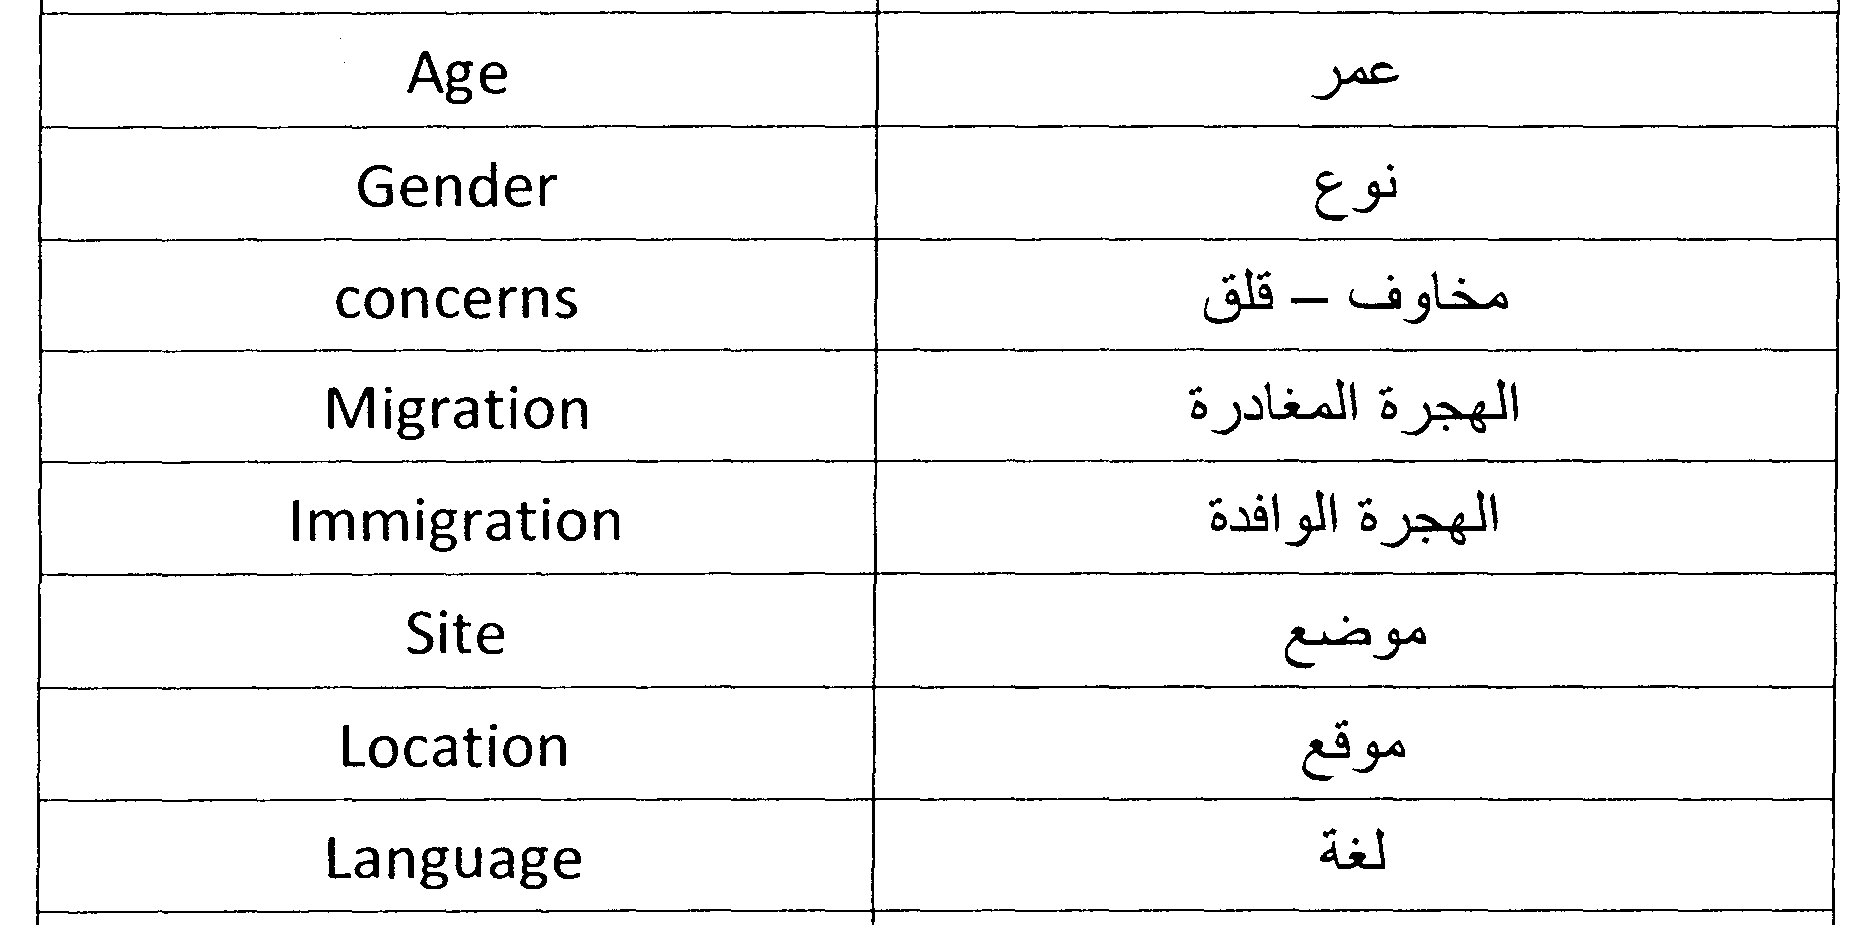 Age عمر
Gender نوع
concerns مخاوف – قلق
Migration الهجرة المغادرة
Immigration الهجرة الوافدة
Site موضع
Location موقع
Language لغة